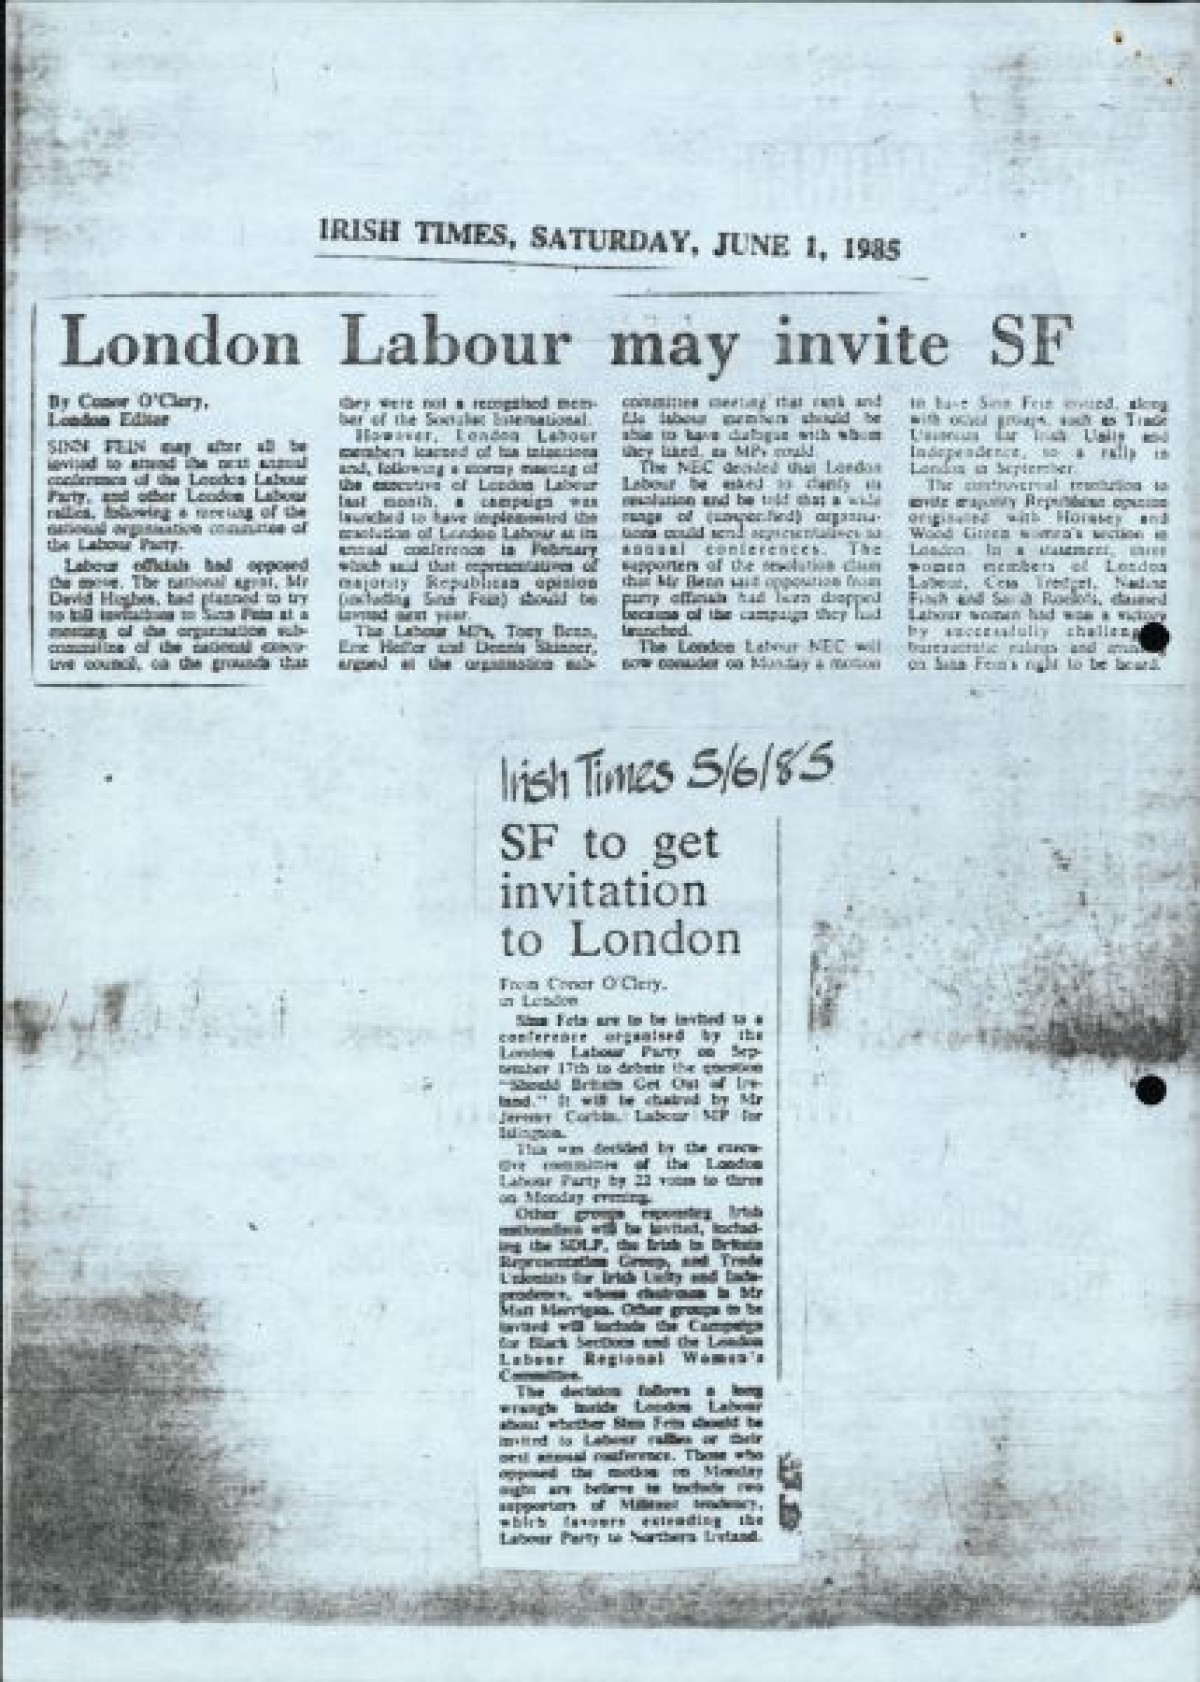 IRISH TIMES, SATURDAY, JUNE 1, 1985
London Labour may invite SF
By Conor O'Clery,
London Editor
SINN FEIN may after all be
invited to attend the next annual
conference of the London Labour
Party, and other London Labour
rallies, following a meeting of the
national organisation committee of
the Labour Party.
Labour officials had opposed
the move. The national agent, Mr
David Hughes, had planned to try
to kill invitations to Sinn Fein at a
meeting of the organisation sub-
committee of the national execu-
tive council, on the grounds that
they were not a recognised mem-
ber of the Socialist International.
However, London Labour
members learned of his intentions
and, following a stormy meeting of
the executive of London Labour
last month, a campaign was
launched to have implemented the
resolution of London Labour at its
annual conference in February
which said that representatives of
majority Republican opinion
(including Sinn Fein) should be
invited next year.
The Labour MPs, Tony Benn,
Eric Heffer and Dennis Skinner,
argued at the organisation sub-
committee meeting that rank and
file labour members should be
able to have dialogue with whom
they liked, as MPs could.
The NEC decided that London
Labour be asked to clarify its
resolution and be told that a wide
range of (unspecified) organisa-
tions could send representatives to
annual conferences. The
supporters of the resolution claim
that Mr Benn said opposition from
party officials had been dropped
because of the campaign they had
launched.
The London Labour NEC will
now consider on Monday a motion
to have Sinn Fein invited, along
with other groups, such as Trade
Unionists for Irish Unity and
Independence, to a rally in
London in September.
The controversial resolution to
invite majority Republican opinion
originated with Hornsey and
Wood Green women's section in
London. In a statement, three
women members of London
Labour, Nadine
Finch and Sarah claimed
Labour women had won a victory
by successfully
bureaucratic rulings and
on Sinn Fein's right to be heard.
Irish Times 5/6/85
SF to get
invitation
to London
From Conor O'Clery,
in London
Sinn Fein are to be invited to a
conference organised by the
London Labour Party on Sep-
tember 17th to debate the question
"Should Britain Get Out of Ire-
land." It will be chaired by Mr
Jeremy Corbin, Labour MP for
Islington.
This was decided by the execu-
tive committee of the London
Labour Party by 22 votes to three
on Monday evening.
Other groups espousing Irish
nationalism will be invited, includ-
ing the SDLP, the Irish in Britain
Representation Group, and Trade
Unionists for Irish Unity and Inde-
pendence, whose chairman is Mr
Matt Merrigan. Other groups to be
invited will include the Campaign
for Black Sections and the London
Labour Regional Women's
Committee.
The decision follows a long
wrangle inside London Labour
about whether Sinn Fein should be
invited to Labour rallies or their
next annual conference. Those who
opposed the motion on Monday
night are believe to include two
supporters of Militant tendency,
which favours extending the
Labour Party to Northern Ireland.